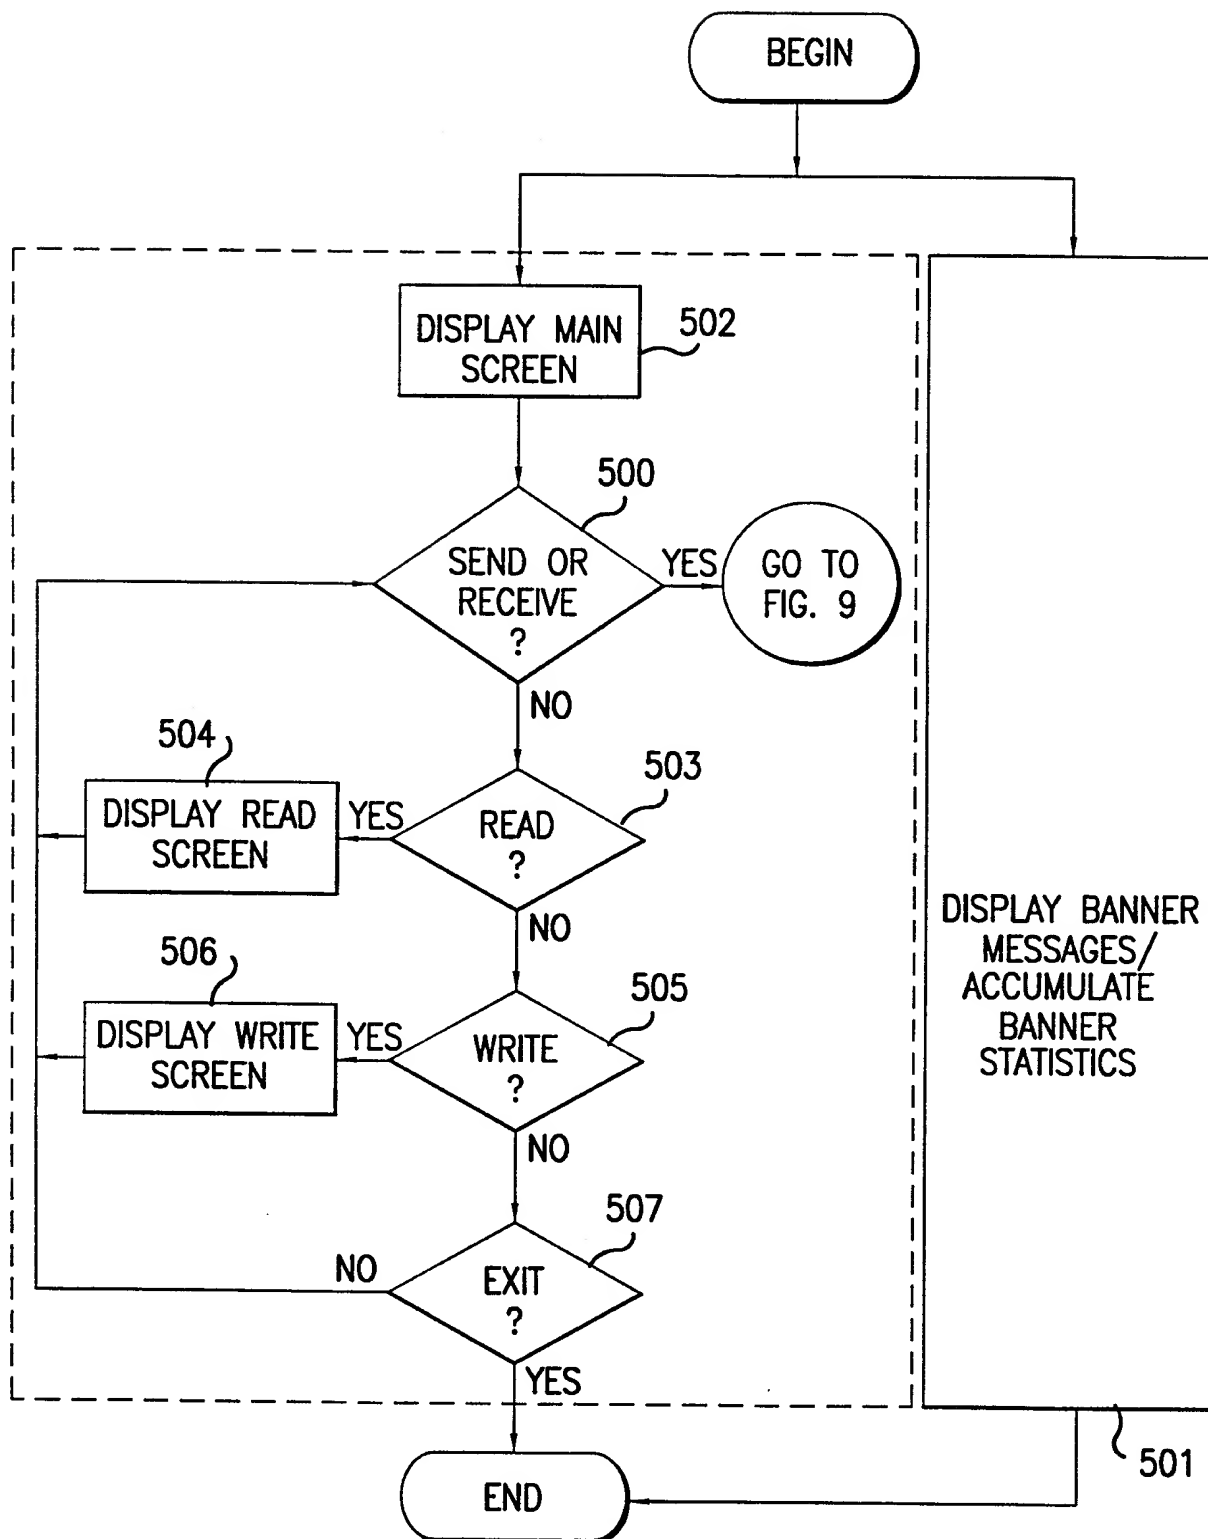 BEGIN
DISPLAY MAIN
SCREEN
502
500
SEND OR
RECEIVE
?
YES
GO TO
FIG. 9
NO
504
503
DISPLAY READ
SCREEN
YES
READ
?
NO
DISPLAY BANNER
MESSAGES/
ACCUMULATE
BANNER
STATISTICS
506
505
DISPLAY WRITE
SCREEN
YES
WRITE
?
NO
507
NO
EXIT
?
YES
501
END